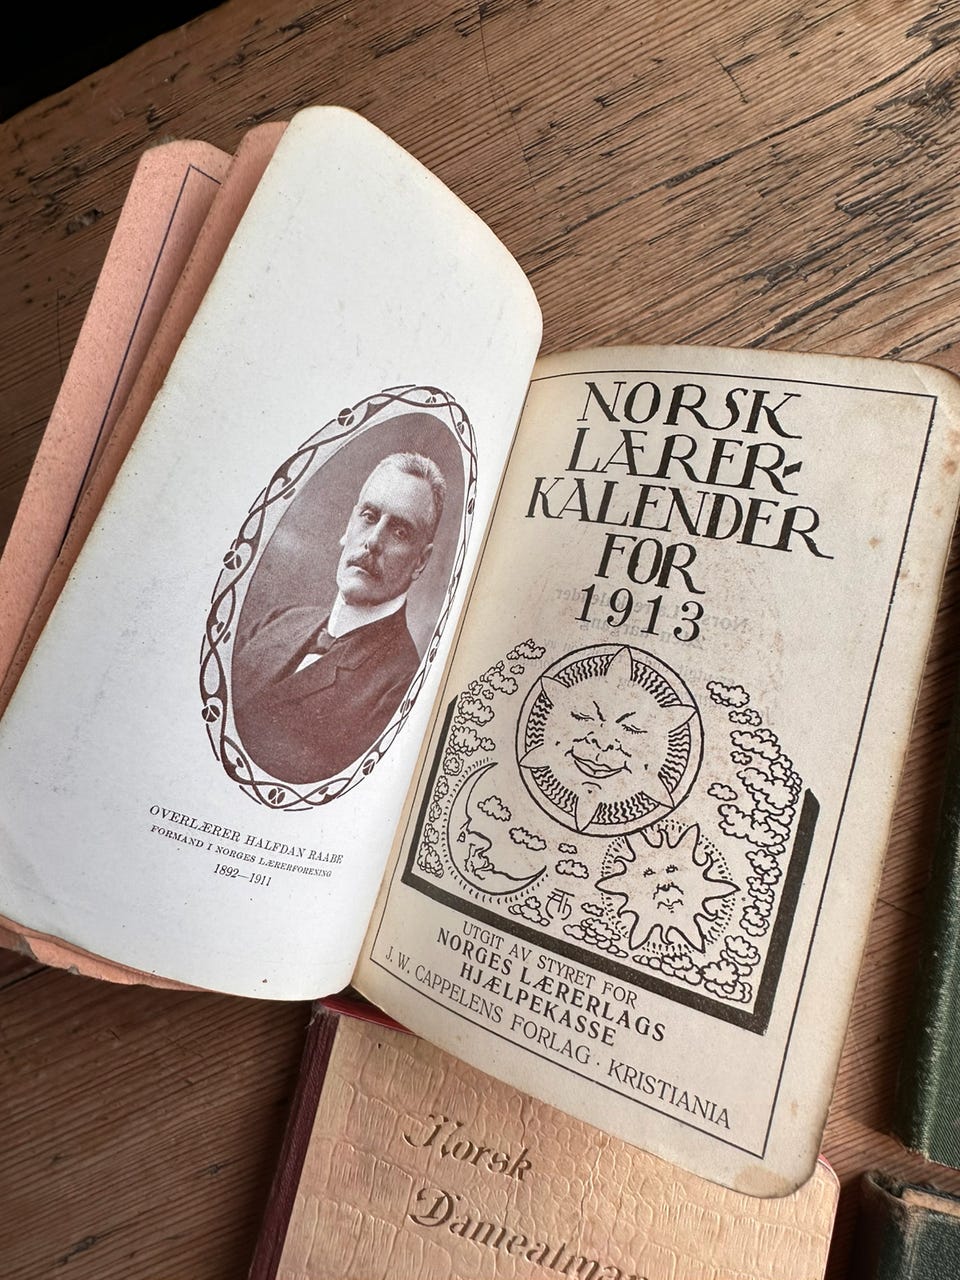 OVERLÆRER HALFDAN RAABE
FORMAND I NORGES LÆRERFORENING
1892—1911
NORSK
LÆRER-
KALENDER
FOR
1913
UTGIT AV STYRET FOR
NORGES LÆRERLAGS
HJÆLPEKASSE
J. W. CAPPELENS FORLAG · KRISTIANIA
Norsk